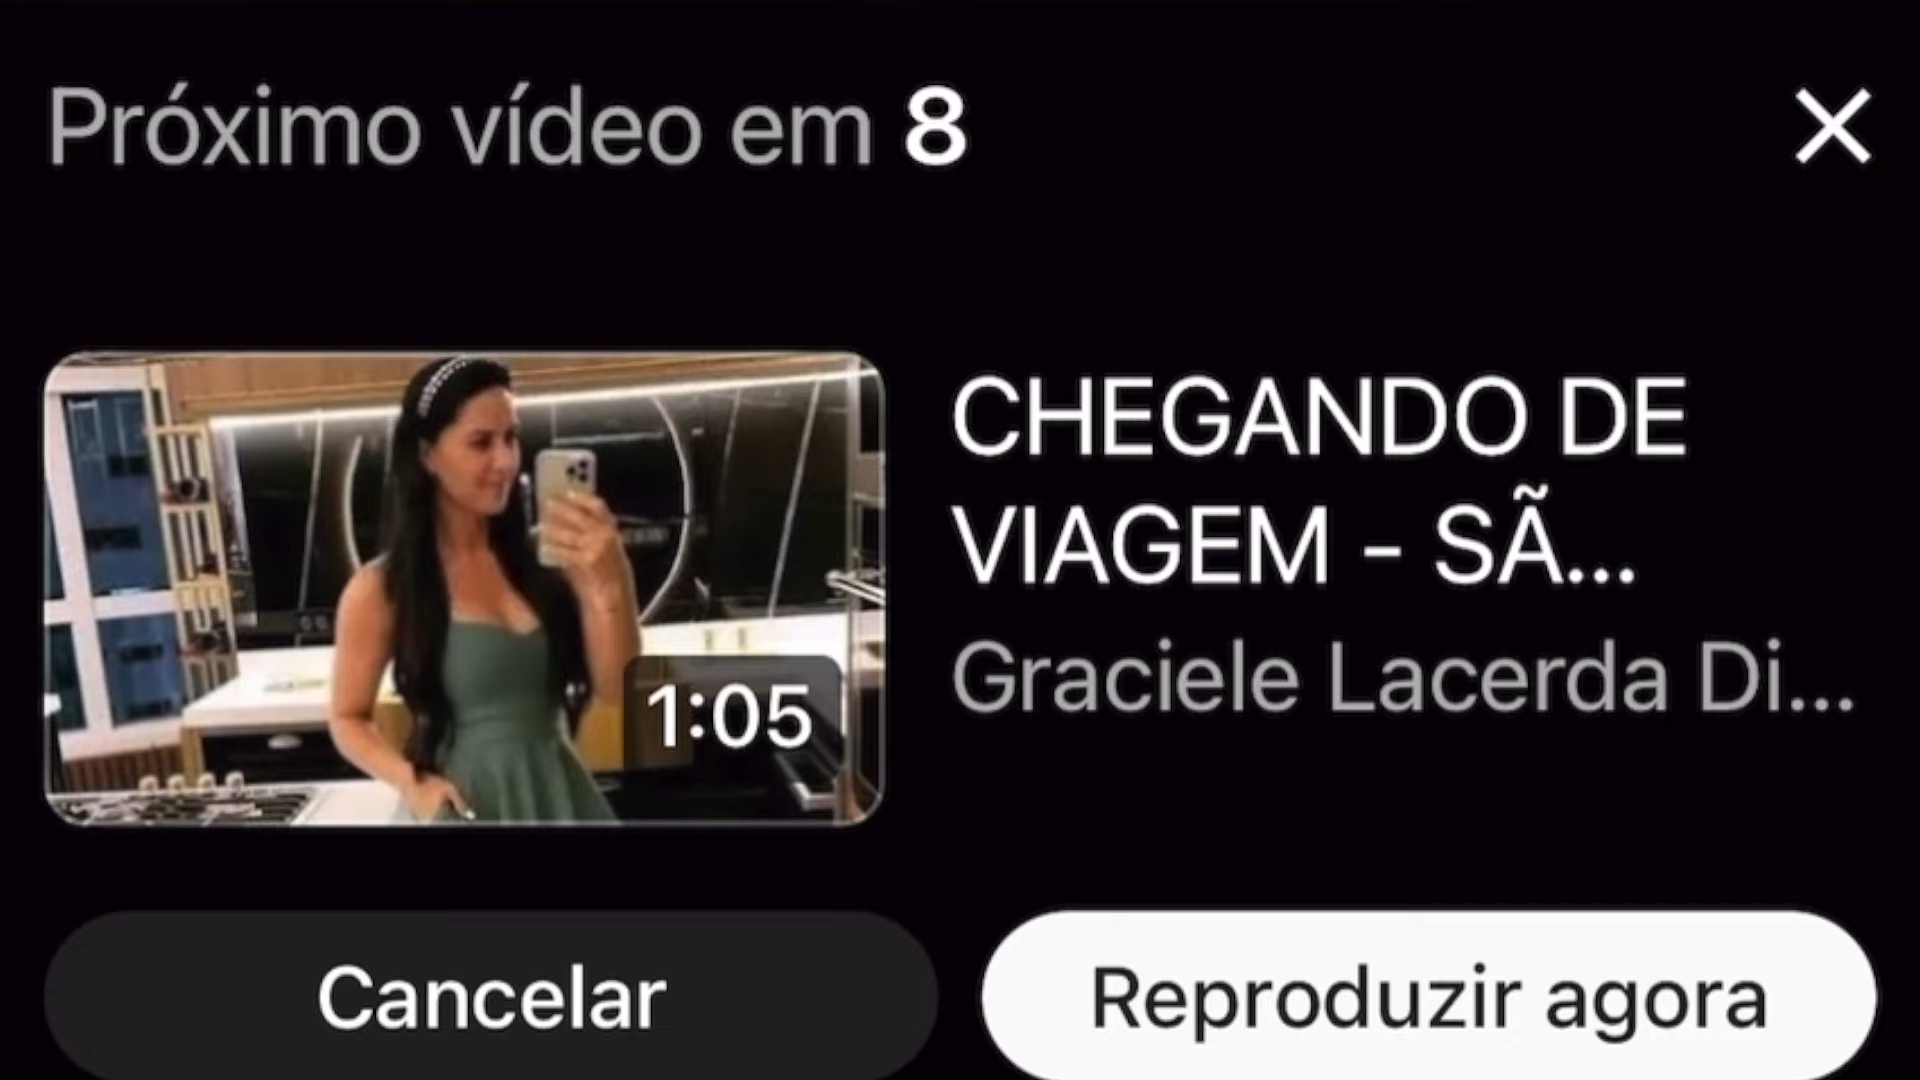 Próximo vídeo em 8
CHEGANDO DE
VIAGEM - SÃ...
Graciele Lacerda Di...
1:05
Cancelar
Reproduzir agora